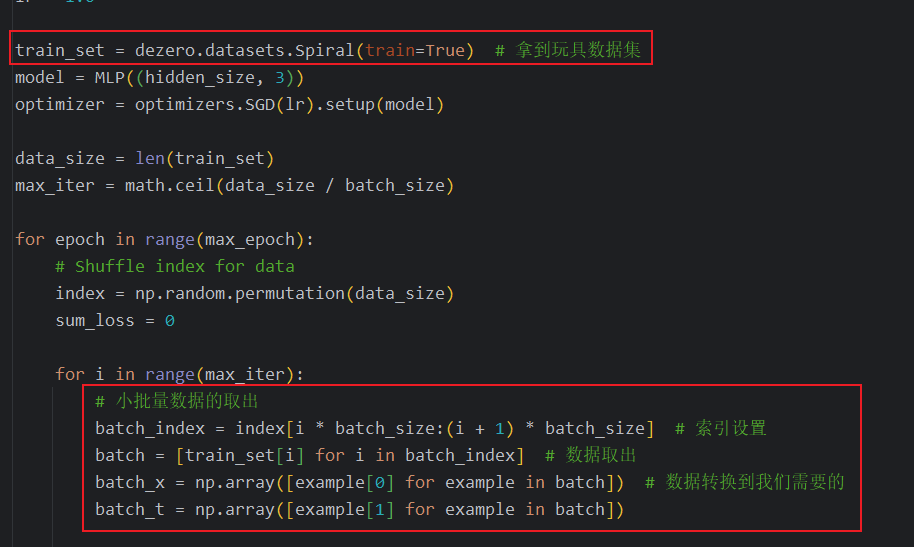 train_set = dezero.datasets.Spiral(train=True)  # 拿到玩具数据集
model = MLP((hidden_size, 3))
optimizer = optimizers.SGD(lr).setup(model)
data_size = len(train_set)
max_iter = math.ceil(data_size / batch_size)
for epoch in range(max_epoch):
    # Shuffle index for data
    index = np.random.permutation(data_size)
    sum_loss = 0
    for i in range(max_iter):
        # 小批量数据的取出
        batch_index = index[i * batch_size:(i + 1) * batch_size]  # 索引设置
        batch = [train_set[i] for i in batch_index]  # 数据取出
        batch_x = np.array([example[0] for example in batch])  # 数据转换到我们需要的
        batch_t = np.array([example[1] for example in batch])